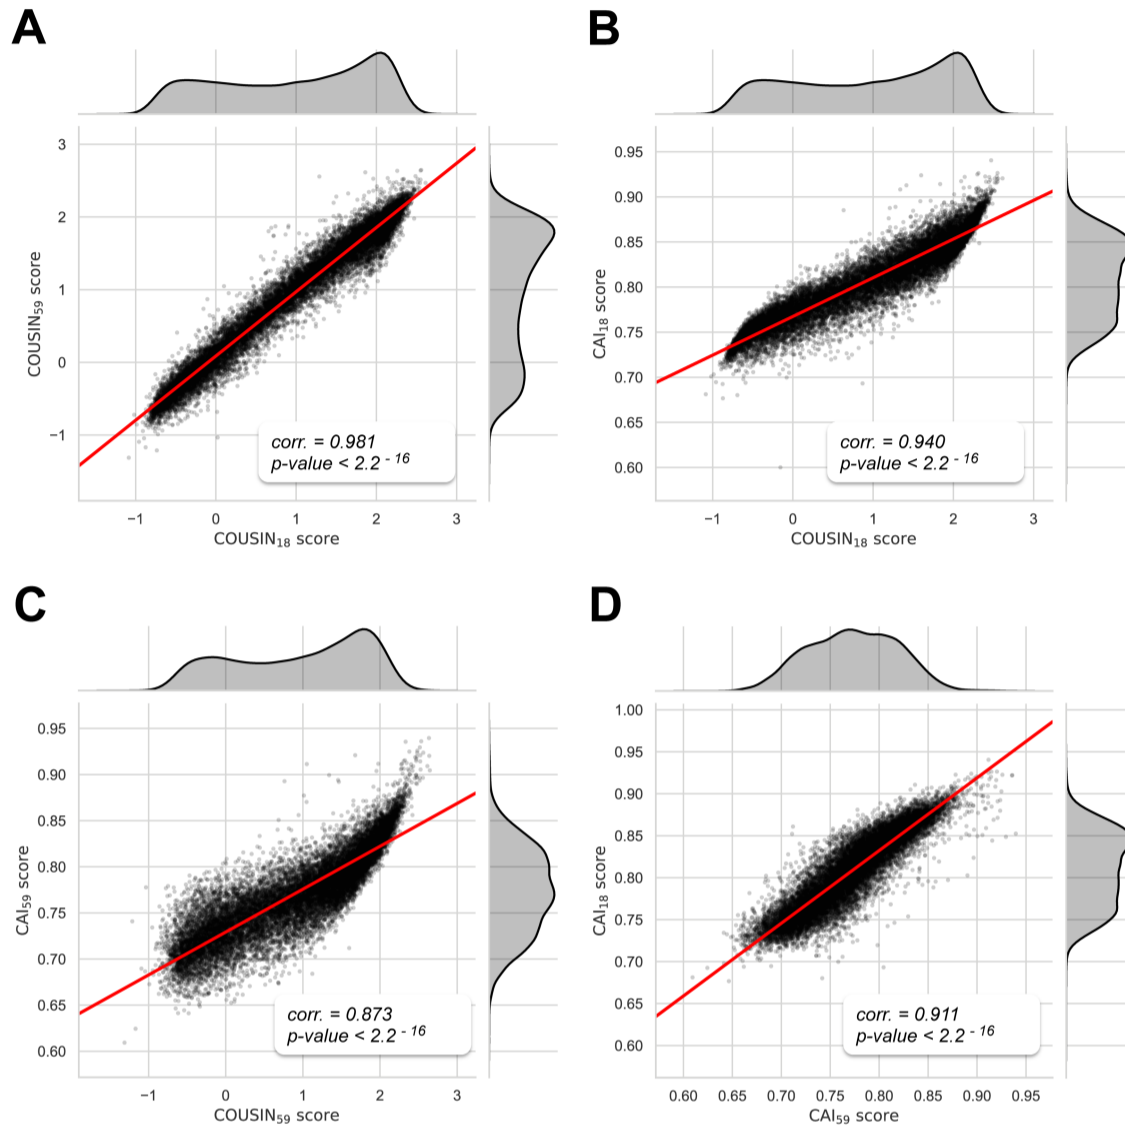 A
3
2
1
0
−1
COUSIN59 score
corr. = 0.981
p-value < 2.2 - 16
−1 0 1 2 3
COUSIN18 score
B
0.95
0.90
0.85
0.80
0.75
0.70
0.65
0.60
CAI18 score
corr. = 0.940
p-value < 2.2 - 16
−1 0 1 2 3
COUSIN18 score
C
0.95
0.90
0.85
0.80
0.75
0.70
0.65
0.60
CAI59 score
corr. = 0.873
p-value < 2.2 - 16
−1 0 1 2 3
COUSIN59 score
D
1.00
0.95
0.90
0.85
0.80
0.75
0.70
0.65
0.60
CAI18 score
corr. = 0.911
p-value < 2.2 - 16
0.60 0.65 0.70 0.75 0.80 0.85 0.90 0.95
CAI59 score